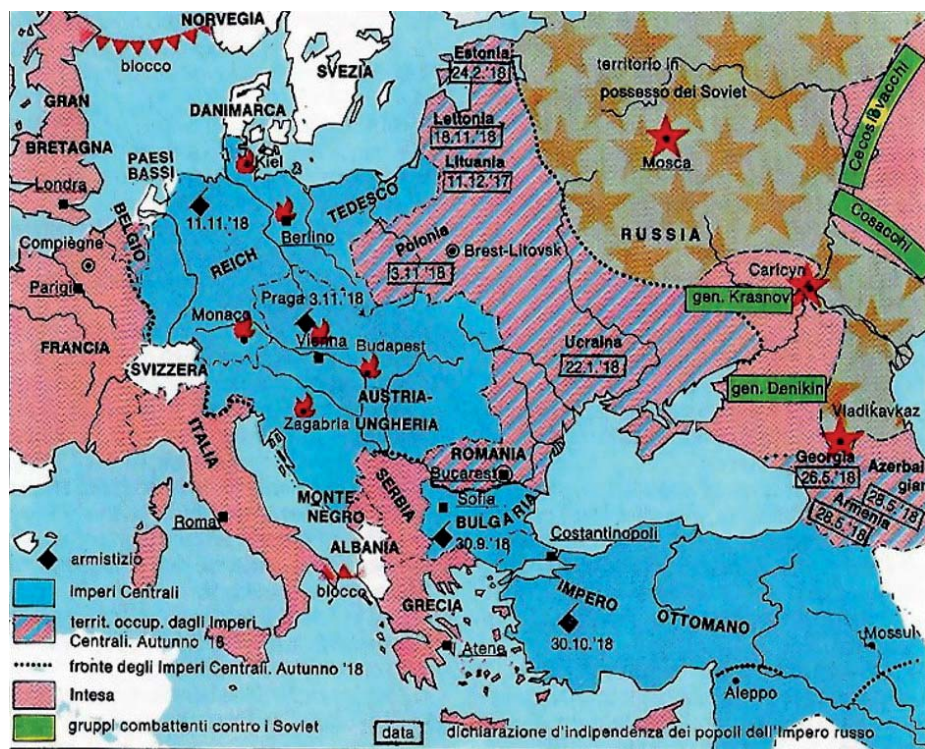 NORVEGIA
blocco
SVEZIA
Estonia
24.2.'18
territorio in
possesso dei Soviet
GRAN
BRETAGNA
DANIMARCA
Lettonia
18.11.'18
Mosca
Cecoslovacchi
Kiel
PAESI
BASSI
Lituania
11.12.'17
Londra
11.11.'18
Berlino
TEDESCO
RUSSIA
Cosacchi
BELGIO
REICH
Polonia
3.11.'18
Brest-Litovsk
Compiègne
Parigi
Praga 3.11.'18
Caricyn
gen. Krasnov
Monaco
Vienna
Budapest
Ucraina
22.1.'18
FRANCIA
SVIZZERA
AUSTRIA-
UNGHERIA
gen. Denikin
Vladikavkaz
Zagabria
ITALIA
ROMANIA
Bucarest
Georgia
26.5.'18
Azerbai
gian
28.5.'18
Armenia
28.5.'18
MONTE-
NEGRO
SERBIA
Sofia
BULGARIA
30.9.'18
Roma
ALBANIA
Costantinopoli
blocco
GRECIA
Atene
IMPERO
OTTOMANO
30.10.'18
Mossul
Aleppo
armistizio
Imperi Centrali
territ. occup. dagli Imperi
Centrali. Autunno '18
fronte degli Imperi Centrali. Autunno '18
Intesa
gruppi combattenti contro i Soviet
data
dichiarazione d'indipendenza dei popoli dell'Impero russo